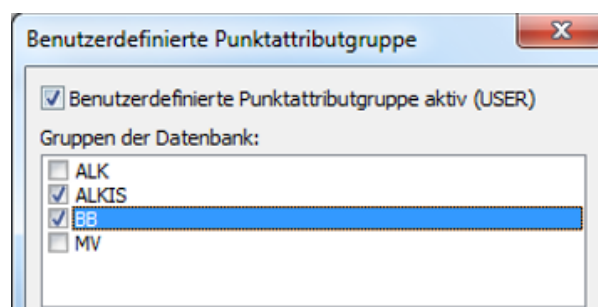 Benutzerdefinierte Punktattributgruppe
Benutzerdefinierte Punktattributgruppe aktiv (USER)
Gruppen der Datenbank:
ALK
ALKIS
BB
MV